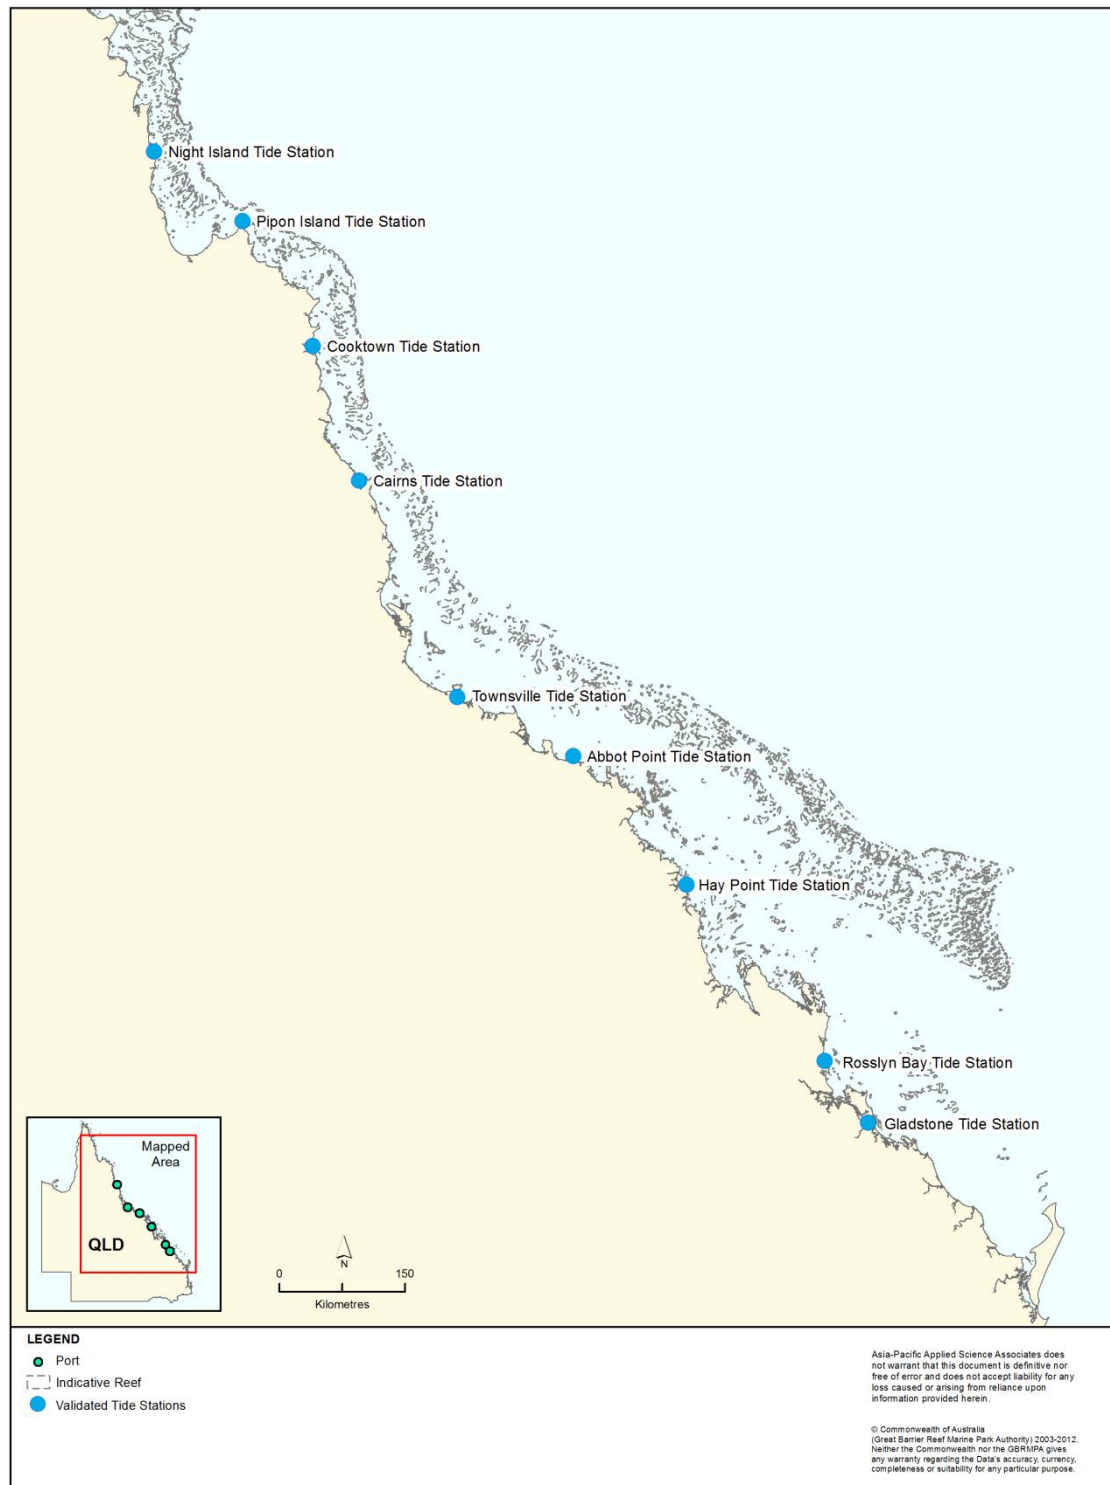 Night Island Tide Station
Pipon Island Tide Station
Cooktown Tide Station
Cairns Tide Station
Townsville Tide Station
Abbot Point Tide Station
Hay Point Tide Station
Rosslyn Bay Tide Station
Gladstone Tide Station
Mapped
Area
QLD
N
0 150
Kilometres
LEGEND
Port
Indicative Reef
Validated Tide Stations
Asia-Pacific Applied Science Associates does
not warrant that this document is definitive nor
free of error and does not accept liability for any
loss caused or arising from reliance upon
information provided herein.
© Commonwealth of Australia
(Great Barrier Reef Marine Park Authority) 2003-2012.
Neither the Commonwealth nor the GBRMPA gives
any warranty regarding the Data's accuracy, currency,
completeness or suitability for any particular purpose.